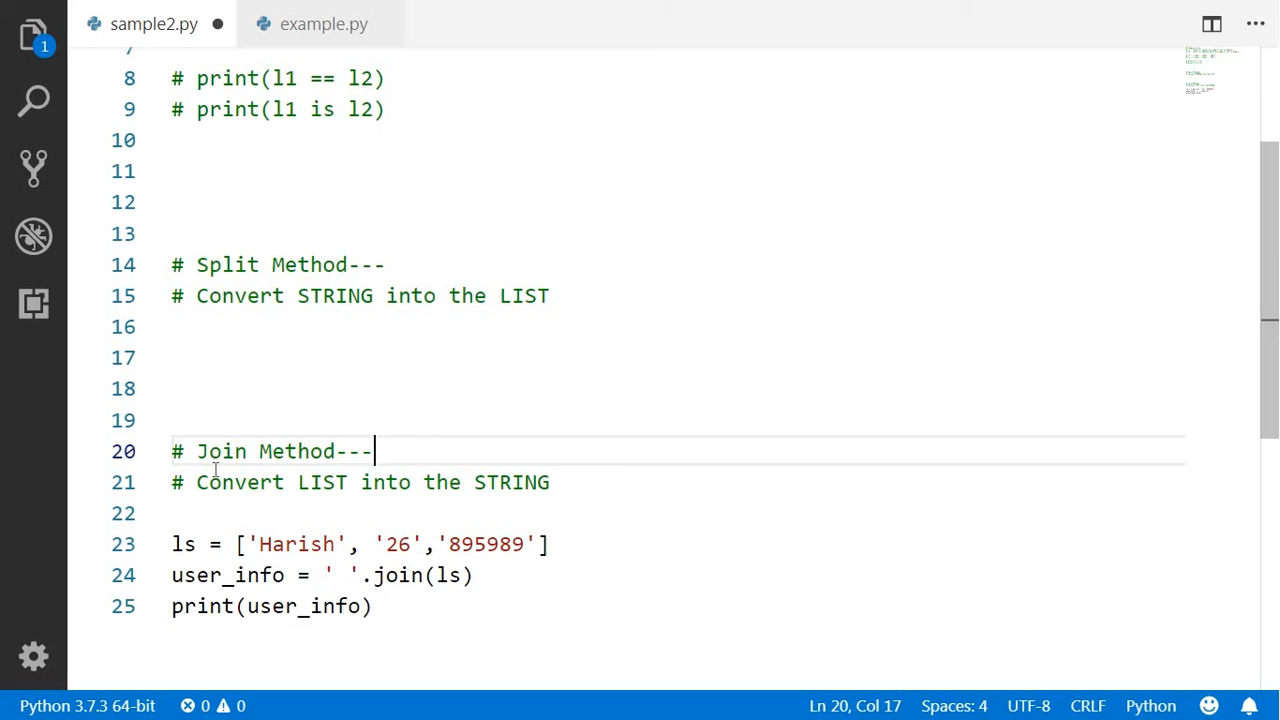 sample2.py
example.py
1
7
8 # print(l1 == l2)
9 # print(l1 is l2)
10
11
12
13
14 # Split Method---
15 # Convert STRING into the LIST
16
17
18
19
20 # Join Method---
21 # Convert LIST into the STRING
22
23 ls = ['Harish', '26','895989']
24 user_info = ' '.join(ls)
25 print(user_info)
Python 3.7.3 64-bit 0 0 Ln 20, Col 17 Spaces: 4 UTF-8 CRLF Python